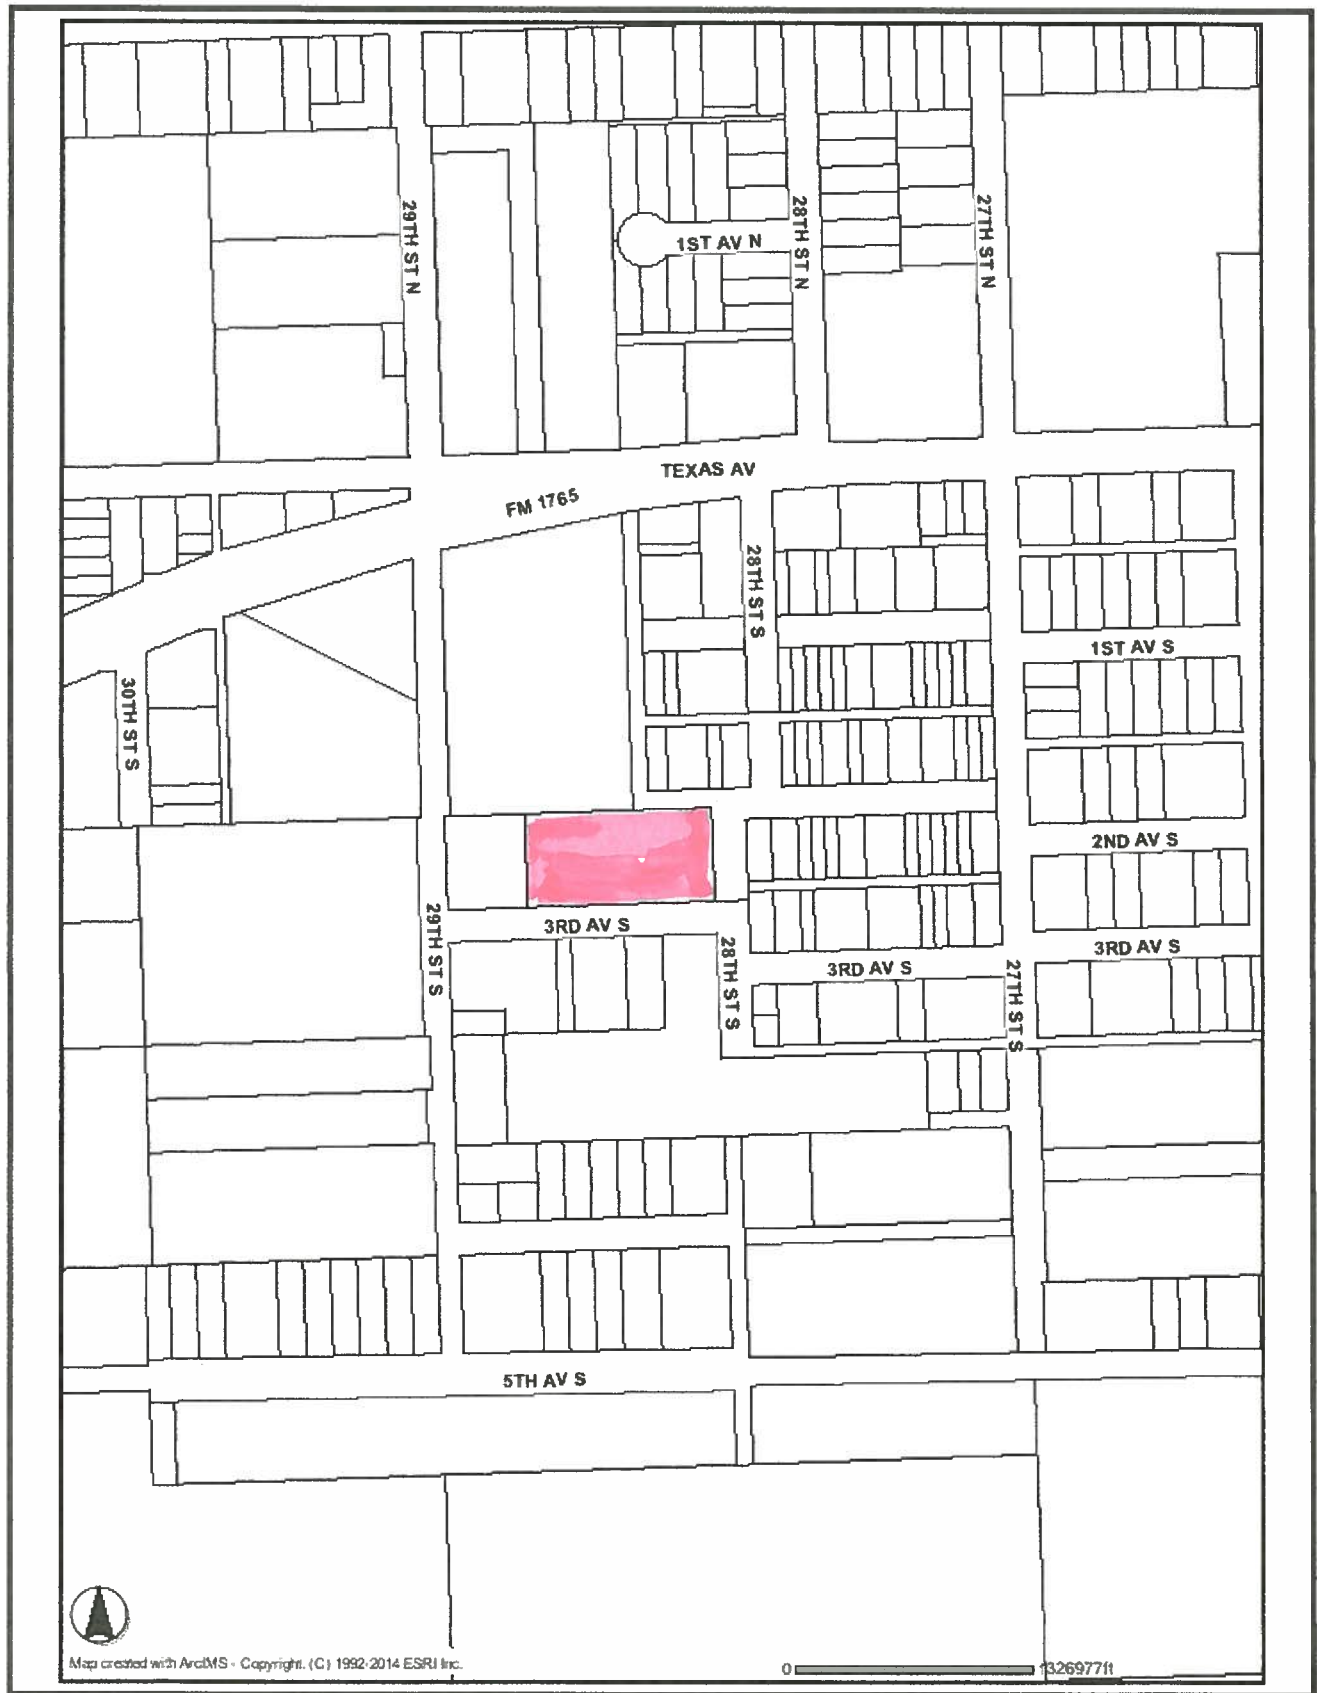 29TH ST N
1ST AV N
28TH ST N
27TH ST N
TEXAS AV
FM 1765
28TH ST S
1ST AV S
30TH ST S
2ND AV S
29TH ST S
3RD AV S
28TH ST S
3RD AV S
27TH ST S
3RD AV S
5TH AV S
Map created with ArcIMS - Copyright. (C) 1992-2014 ESRI Inc.
0 1326977ft